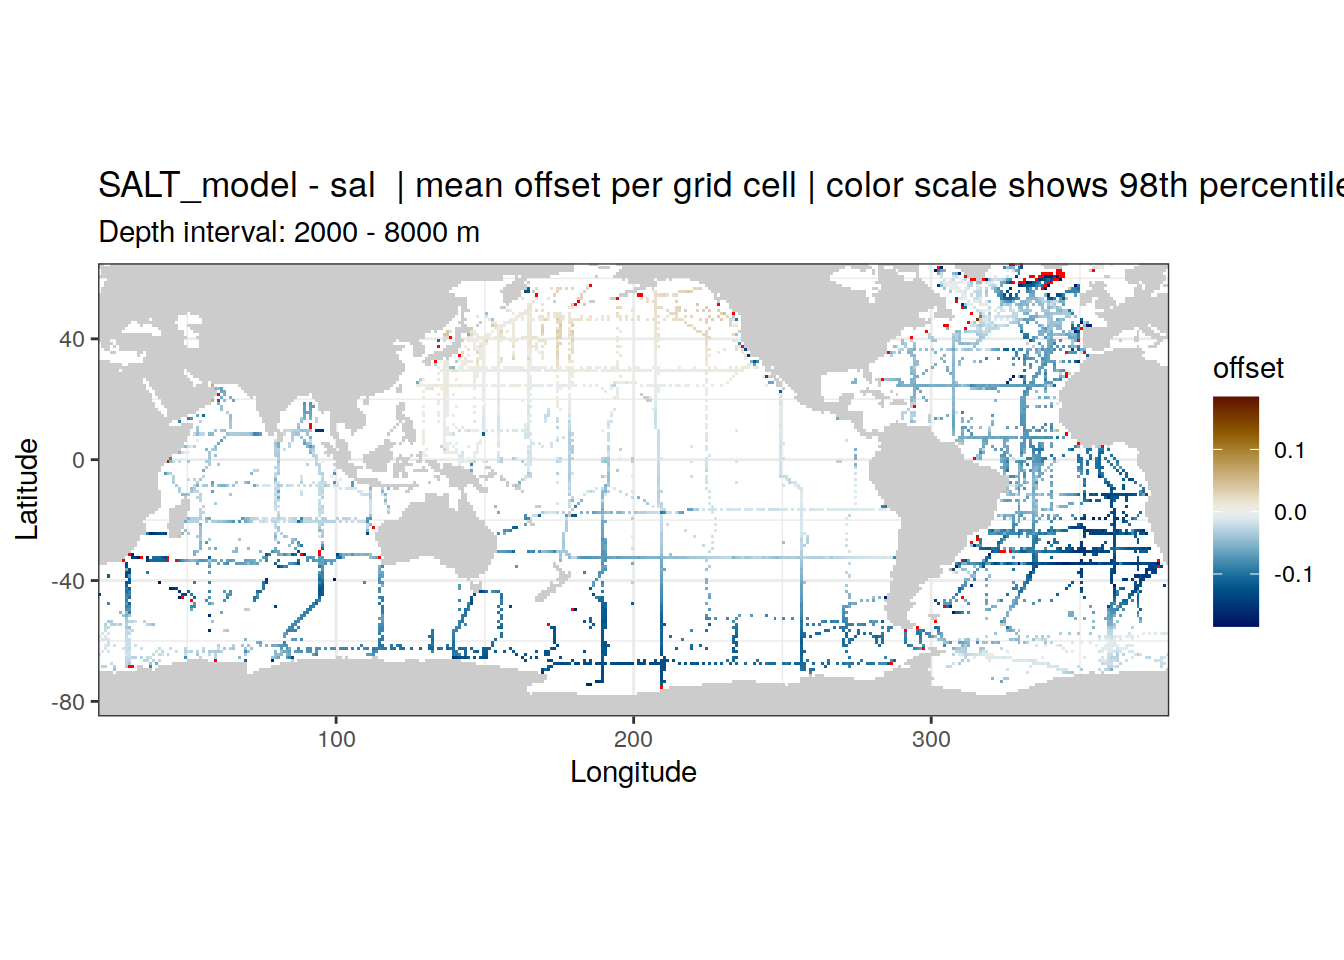 SALT_model - sal  | mean offset per grid cell | color scale shows 98th percentile
Depth interval: 2000 - 8000 m
40
0
-40
-80
Latitude
100
200
300
Longitude
offset
0.1
0.0
-0.1